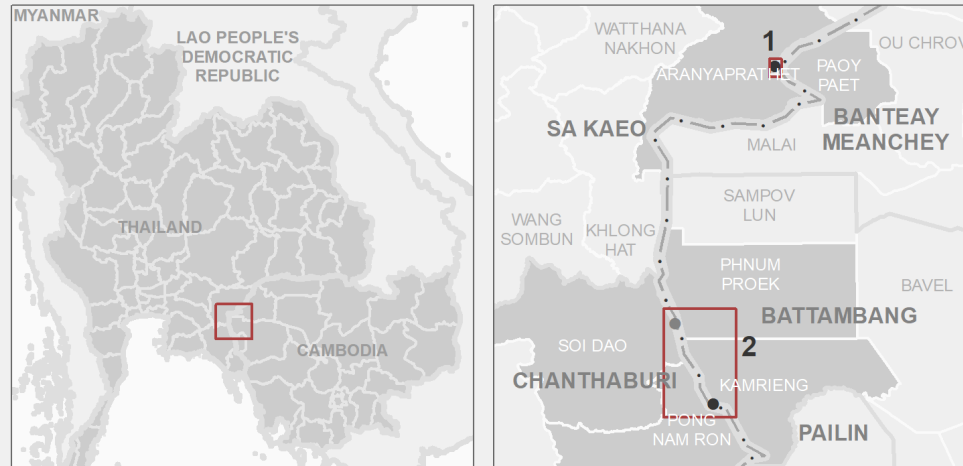 MYANMAR
LAO PEOPLE'S
DEMOCRATIC
REPUBLIC
THAILAND
CAMBODIA
WATTHANA
NAKHON
1
OU CHROV
ARANYAPRATHET
PAOY
PAET
SA KAEO
BANTEAY
MEANCHEY
MALAI
SAMPOV
LUN
WANG
SOMBUN
KHLONG
HAT
PHNUM
PROEK
BAVEL
BATTAMBANG
SOI DAO
2
CHANTHABURI
KAMRIENG
PONG
NAM RON
PAILIN